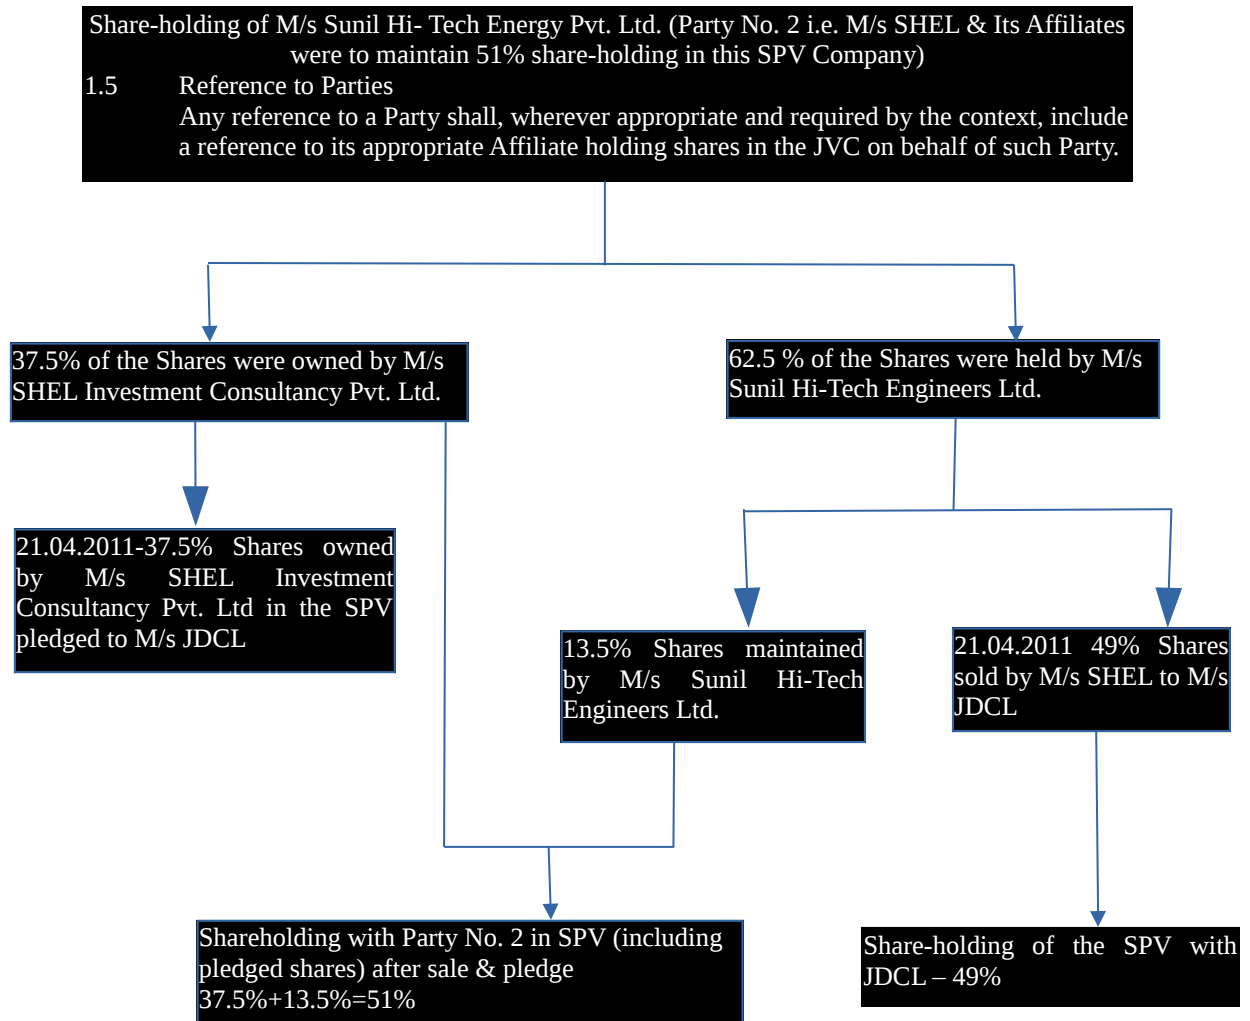 Share-holding of M/s Sunil Hi- Tech Energy Pvt. Ltd. (Party No. 2 i.e. M/s SHEL & Its Affiliates
were to maintain 51% share-holding in this SPV Company)
1.5 Reference to Parties
Any reference to a Party shall, wherever appropriate and required by the context, include
a reference to its appropriate Affiliate holding shares in the JVC on behalf of such Party.
37.5% of the Shares were owned by M/s
SHEL Investment Consultancy Pvt. Ltd.
62.5 % of the Shares were held by M/s
Sunil Hi-Tech Engineers Ltd.
21.04.2011-37.5% Shares owned
by M/s SHEL Investment
Consultancy Pvt. Ltd in the SPV
pledged to M/s JDCL
13.5% Shares maintained
by M/s Sunil Hi-Tech
Engineers Ltd.
21.04.2011 49% Shares
sold by M/s SHEL to M/s
JDCL
Shareholding with Party No. 2 in SPV (including
pledged shares) after sale & pledge
37.5%+13.5%=51%
Share-holding of the SPV with
JDCL – 49%